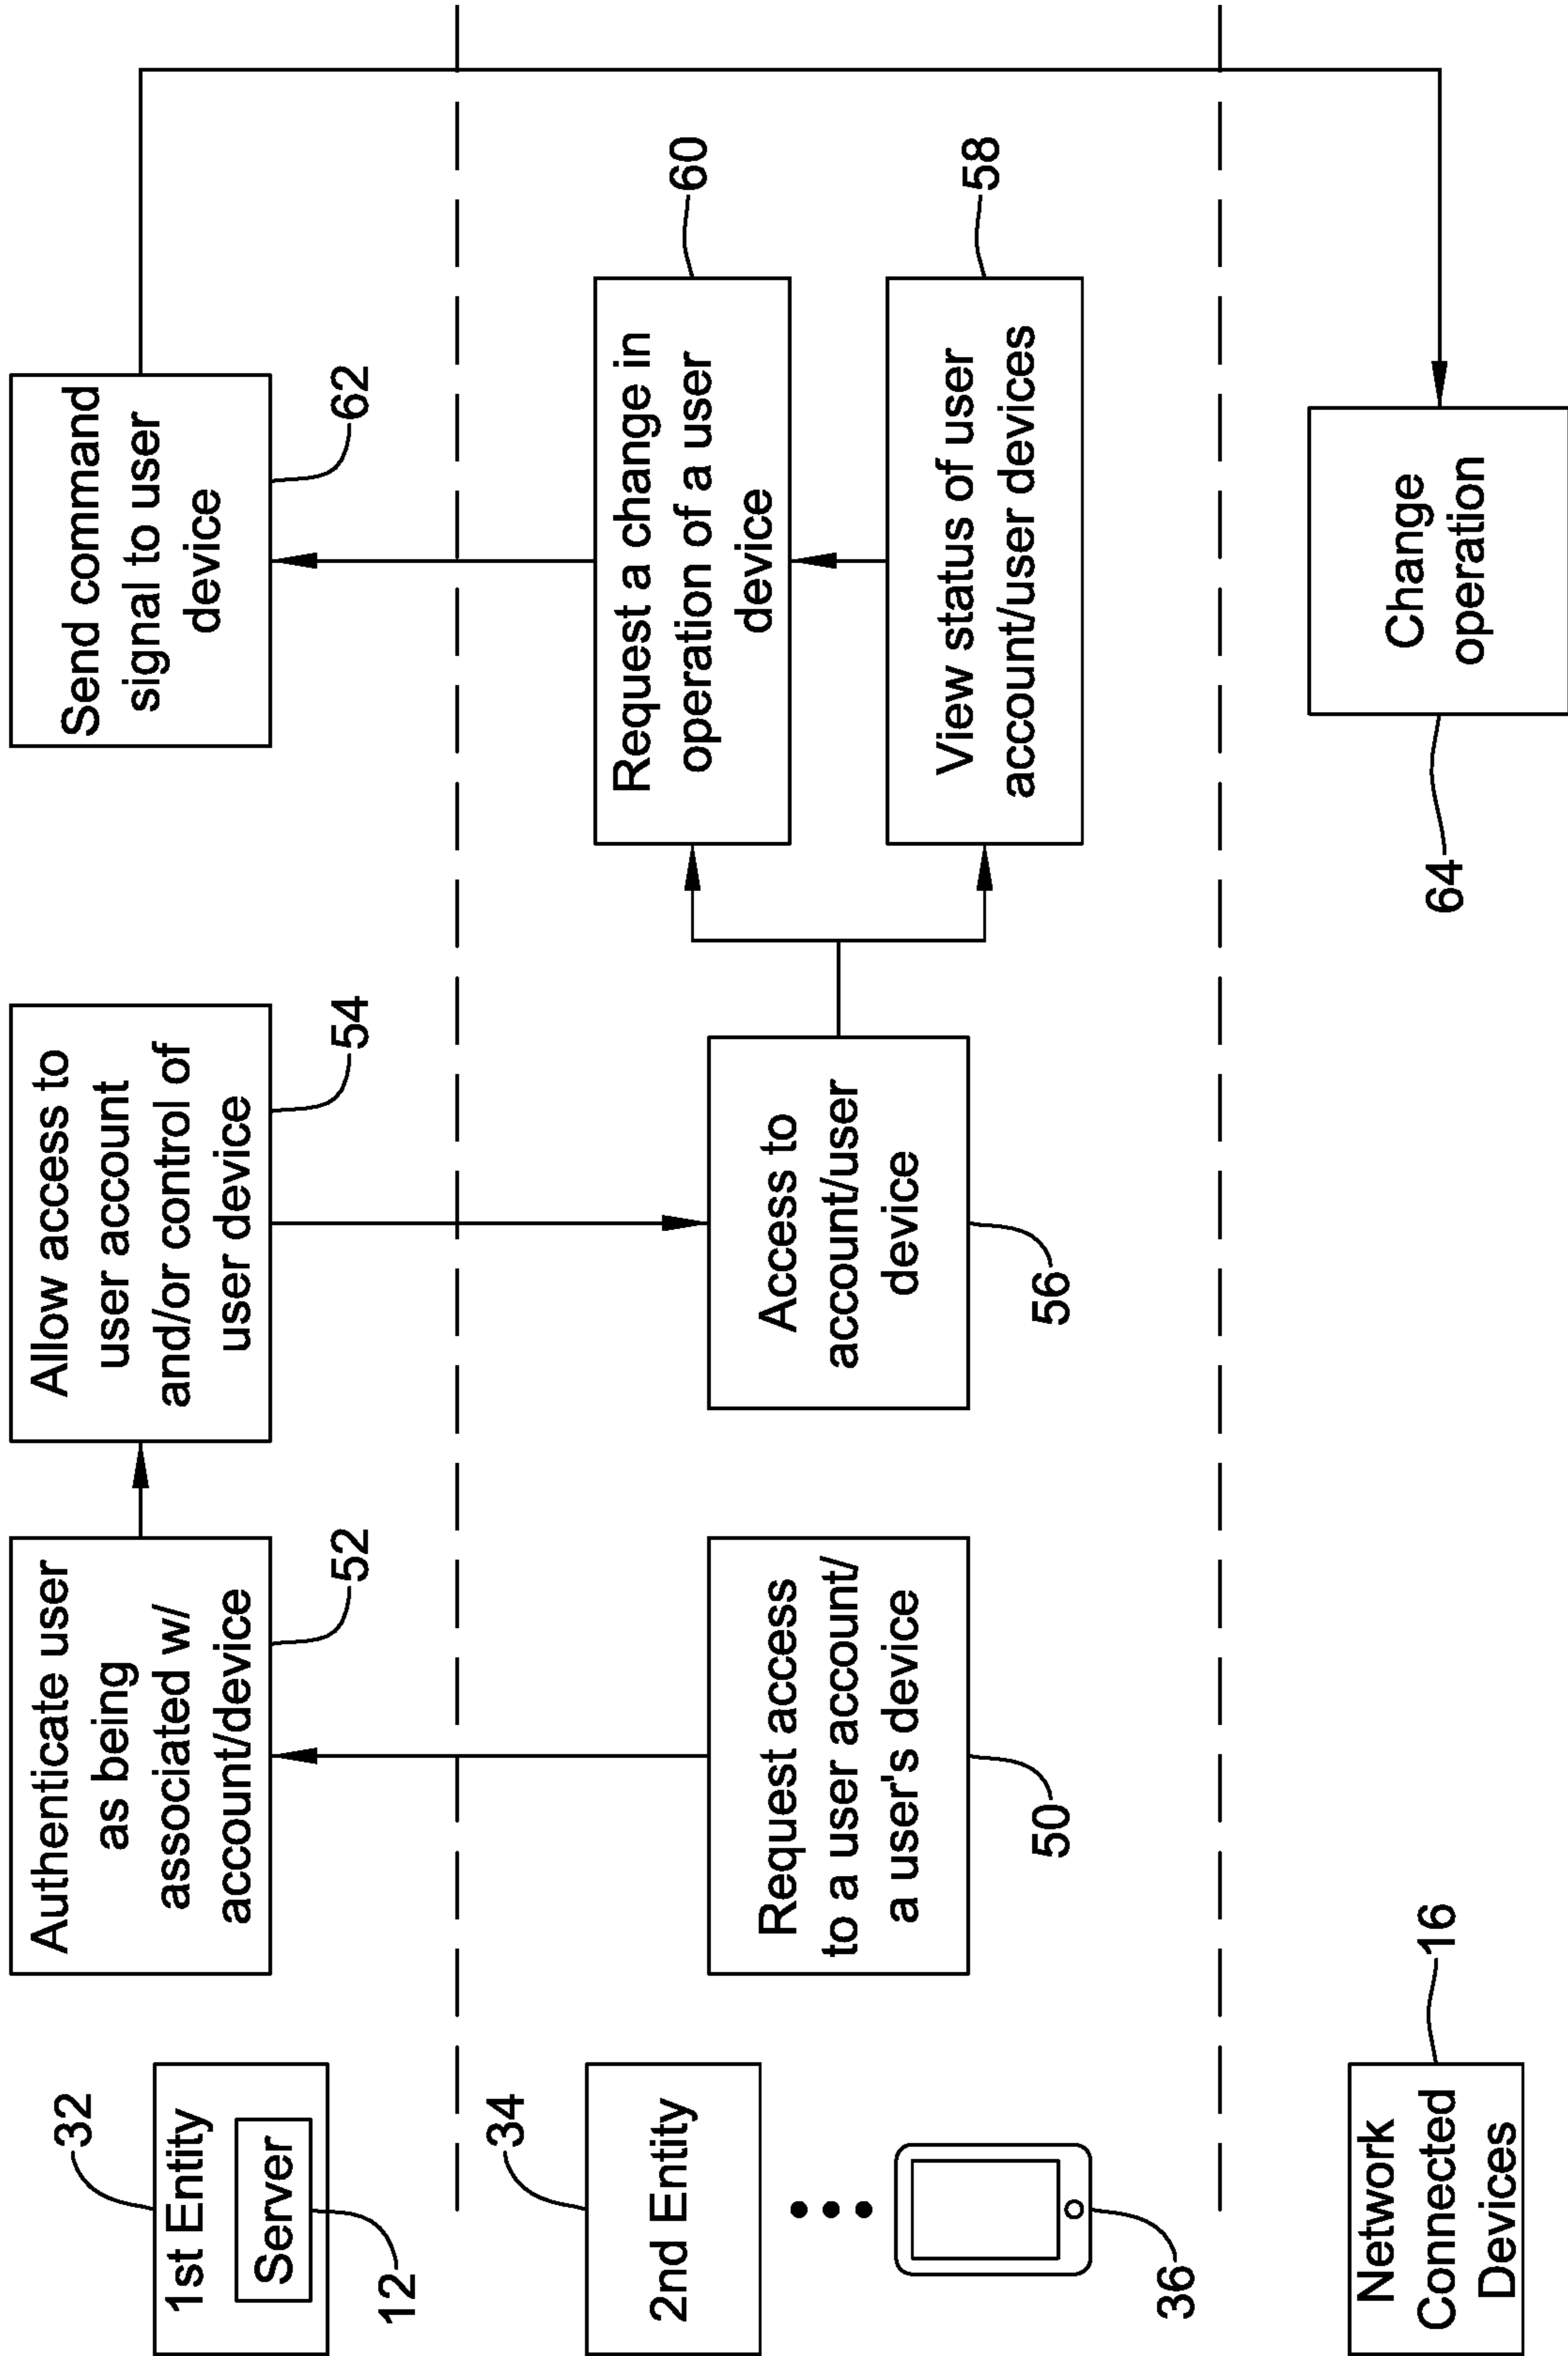 32
1st Entity
Server
12
Authenticate user
as being
associated w/
account/device
52
Allow access to
user account
and/or control of
user device
54
Send command
signal to user
device
62
34
2nd Entity
36
Request access
to a user account/
a user's device
50
Access to
account/user
device
56
Request a change in
operation of a user
device
60
View status of user
account/user devices
58
Network
Connected
Devices
16
Change
operation
64